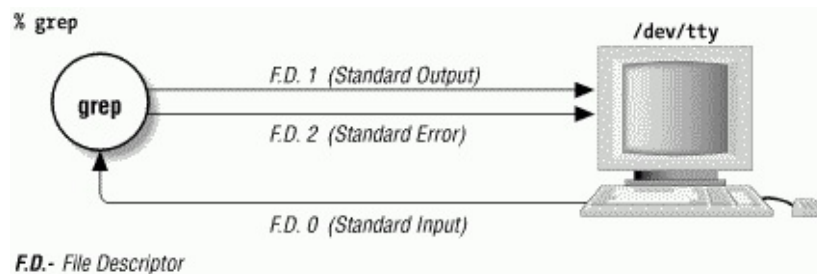 % grep
/dev/tty
F.D. 1 (Standard Output)
grep
F.D. 2 (Standard Error)
F.D. 0 (Standard Input)
F.D.- File Descriptor